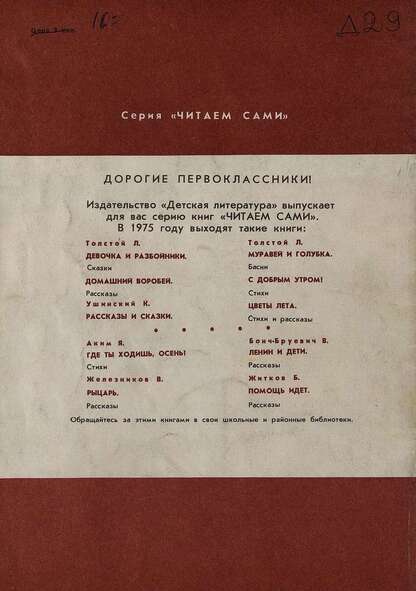 16=
Д29
Серия «ЧИТАЕМ САМИ»
ДОРОГИЕ ПЕРВОКЛАССНИКИ!
Издательство «Детская литература» выпускает
для вас серию книг «ЧИТАЕМ САМИ».
В 1975 году выходят такие книги:
Толстой Л.
ДЕВОЧКА И РАЗБОЙНИКИ.
Сказки
ДОМАШНИЙ ВОРОБЕЙ.
Рассказы
Ушинский К.
РАССКАЗЫ И СКАЗКИ.
Толстой Л.
МУРАВЕЙ И ГОЛУБКА.
Басни
С ДОБРЫМ УТРОМ!
Стихи
ЦВЕТЫ ЛЕТА.
Стихи и рассказы
* * * * *
Аким Я.
ГДЕ ТЫ ХОДИШЬ, ОСЕНЬ!
Стихи
Железников В.
РЫЦАРЬ.
Рассказы
Бонч-Бруевич В.
ЛЕНИН И ДЕТИ.
Рассказы
Житков Б.
ПОМОЩЬ ИДЕТ.
Рассказы
Обращайтесь за этими книгами в свои школьные и районные библиотеки.